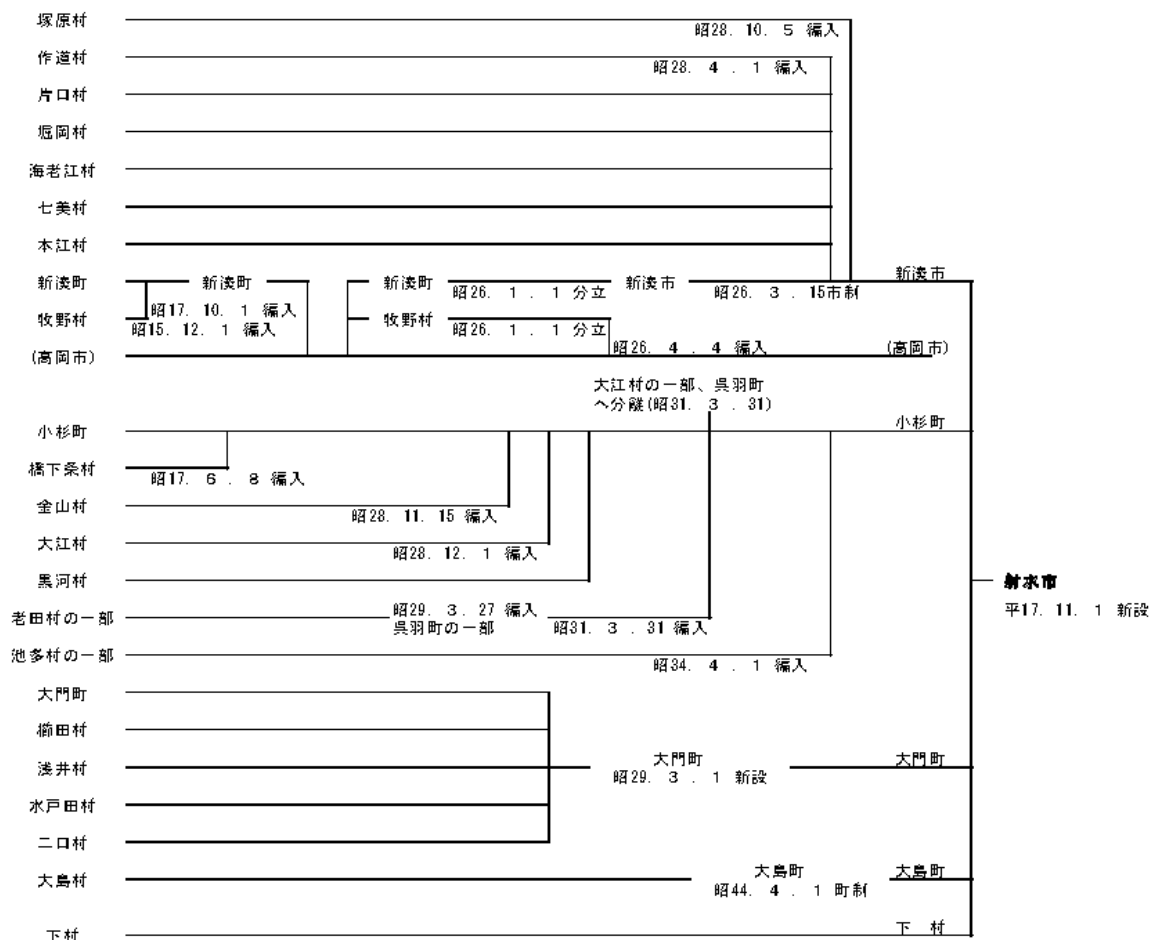 塚原村
昭28. 10. 5 編入
作道村
昭28. 4 . 1 編入
片口村
堀岡村
海老江村
七美村
本江村
新湊町
新湊町
新湊町
昭26. 1 . 1 分立
新湊市
昭26. 3 . 15市制
新湊市
昭17. 10. 1 編入
牧野村
昭15. 12. 1 編入
牧野村
昭26. 1 . 1 分立
(高岡市)
昭26. 4 . 4 編入
(高岡市)
大江村の一部、呉羽町
へ分離(昭31. 3 . 31)
小杉町
小杉町
橋下条村
昭17. 6 . 8 編入
金山村
昭28. 11. 15 編入
大江村
昭28. 12. 1 編入
黒河村
射水市
平17. 11. 1 新設
老田村の一部
昭29. 3 . 27 編入
呉羽町の一部
昭31. 3 . 31 編入
池多村の一部
昭34. 4 . 1 編入
大門町
櫛田村
浅井村
大門町
昭29. 3 . 1 新設
大門町
水戸田村
二口村
大島村
大島町
昭44. 4 . 1 町制
大島町
下村
下 村